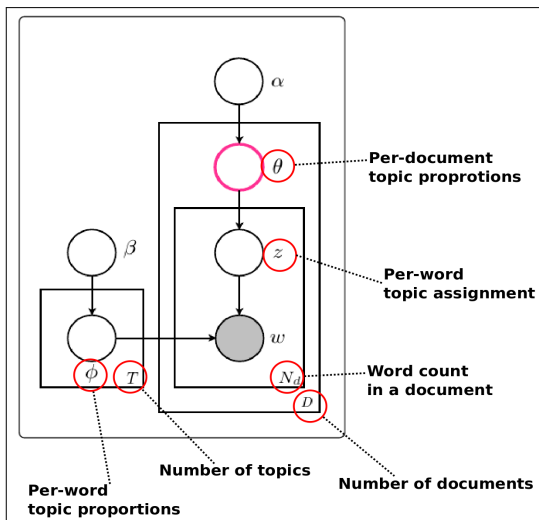 α
θ
Per-document
topic proprotions
β
z
Per-word
topic assignment
w
ϕ
T
N_d
Word count
in a document
D
Number of topics
Number of documents
Per-word
topic proportions